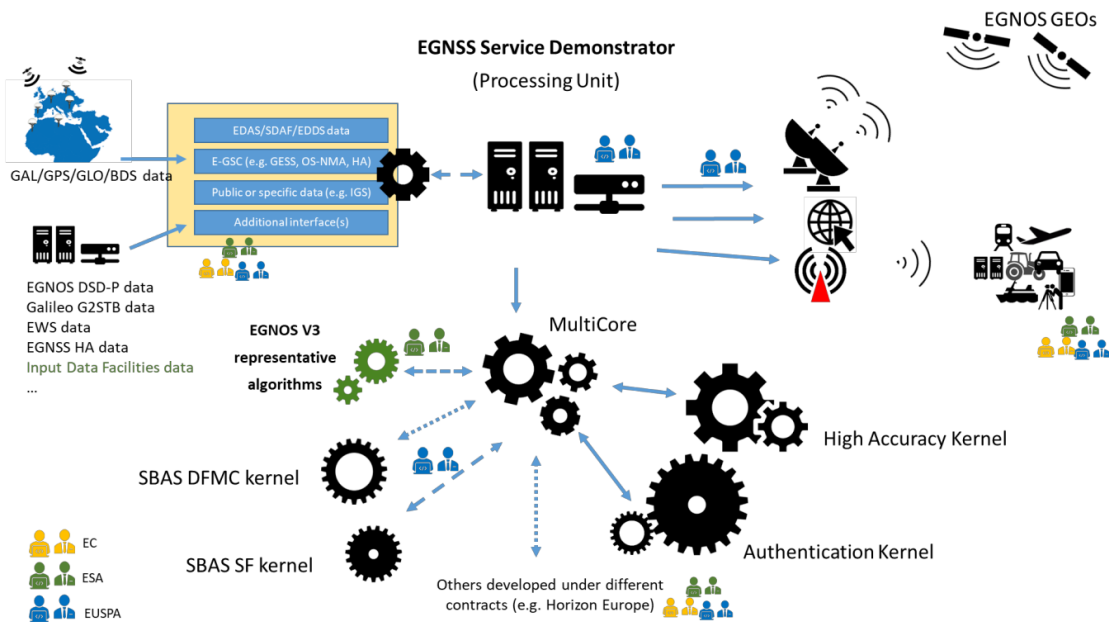 EGNOS GEOs
EGNSS Service Demonstrator
(Processing Unit)
EDAS/SDAF/EDDS data
E-GSC (e.g. GESS, OS-NMA, HA)
Public or specific data (e.g. IGS)
Additional interface(s)
GAL/GPS/GLO/BDS data
EGNOS DSD-P data
Galileo G2STB data
EWS data
EGNSS HA data
Input Data Facilities data
...
MultiCore
EGNOS V3
representative
algorithms
High Accuracy Kernel
SBAS DFMC kernel
SBAS SF kernel
Authentication Kernel
Others developed under different
contracts (e.g. Horizon Europe)
EC
ESA
EUSPA